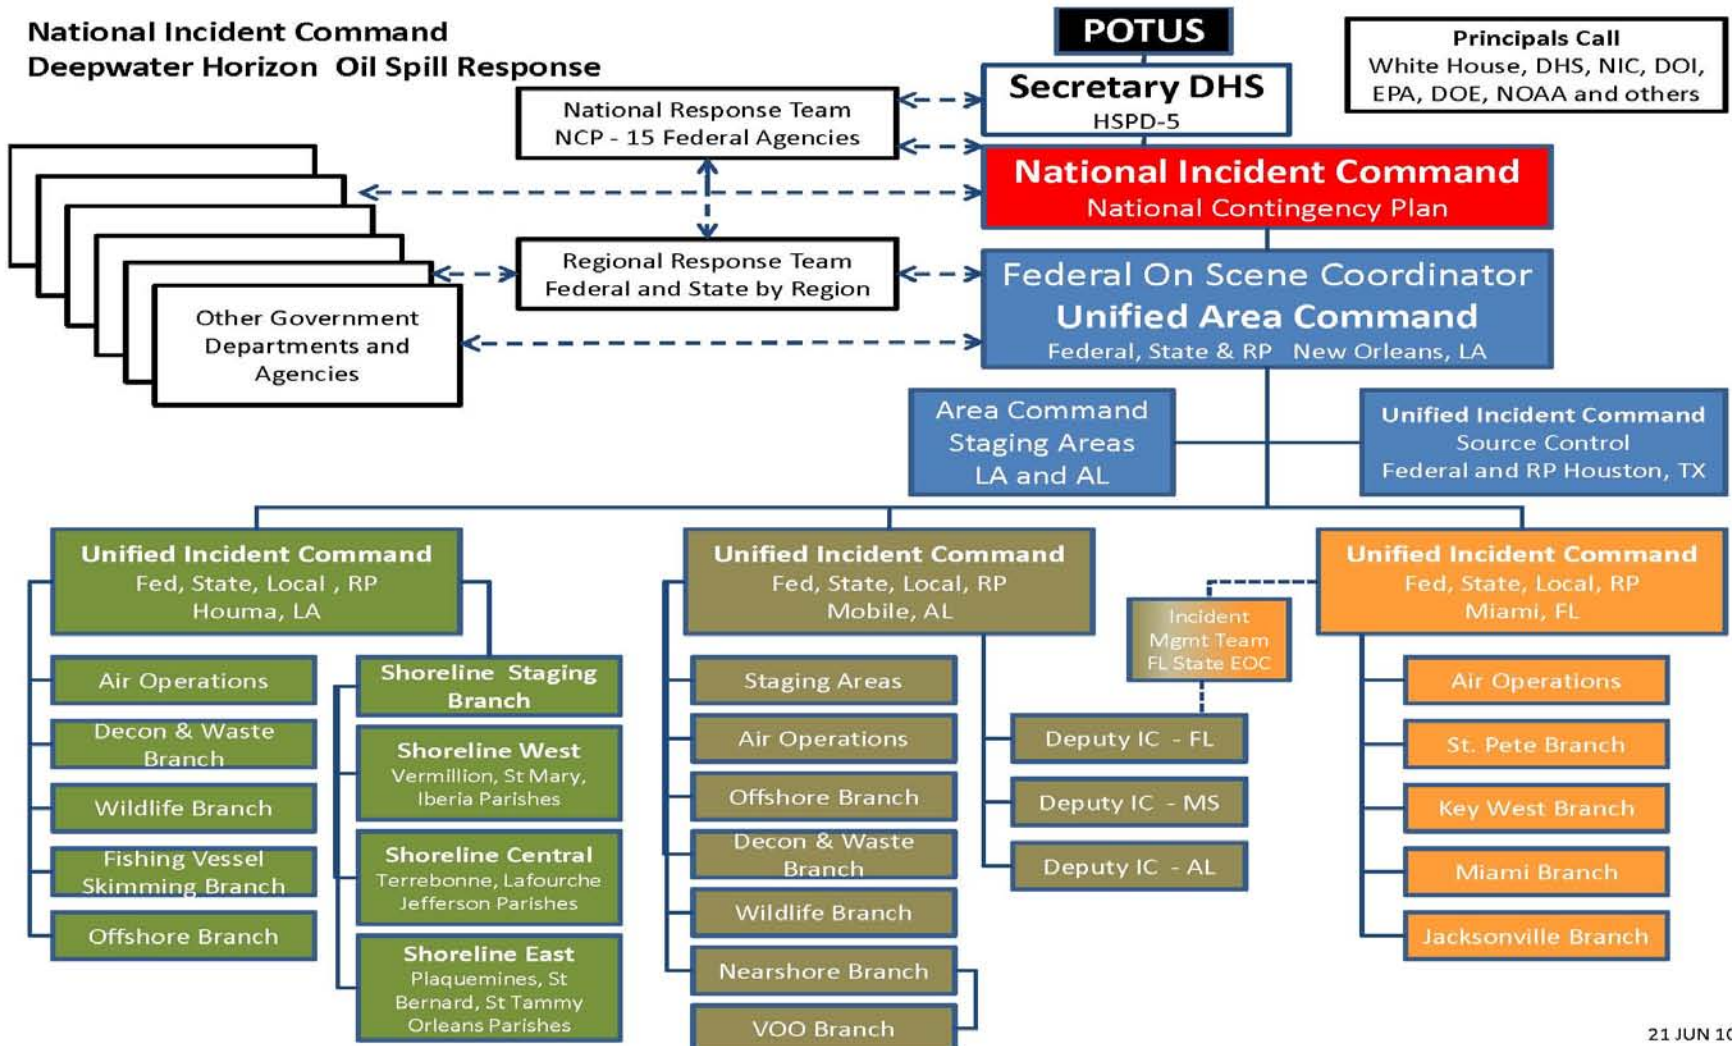 National Incident Command
Deepwater Horizon Oil Spill Response
POTUS
Principals Call
White House, DHS, NIC, DOI,
EPA, DOE, NOAA and others
Secretary DHS
HSPD-5
National Response Team
NCP - 15 Federal Agencies
National Incident Command
National Contingency Plan
Regional Response Team
Federal and State by Region
Federal On Scene Coordinator
Unified Area Command
Federal, State & RP New Orleans, LA
Other Government
Departments and
Agencies
Area Command
Staging Areas
LA and AL
Unified Incident Command
Source Control
Federal and RP Houston, TX
Unified Incident Command
Fed, State, Local , RP
Houma, LA
Air Operations
Decon & Waste
Branch
Wildlife Branch
Fishing Vessel
Skimming Branch
Offshore Branch
Shoreline Staging
Branch
Shoreline West
Vermillion, St Mary,
Iberia Parishes
Shoreline Central
Terrebonne, Lafourche
Jefferson Parishes
Shoreline East
Plaquemines, St
Bernard, St Tammy
Orleans Parishes
Unified Incident Command
Fed, State, Local, RP
Mobile, AL
Staging Areas
Air Operations
Offshore Branch
Decon & Waste
Branch
Wildlife Branch
Nearshore Branch
VOO Branch
Deputy IC - FL
Deputy IC - MS
Deputy IC - AL
Incident
Mgmt Team
FL State EOC
Unified Incident Command
Fed, State, Local, RP
Miami, FL
Air Operations
St. Pete Branch
Key West Branch
Miami Branch
Jacksonville Branch
21 JUN 10